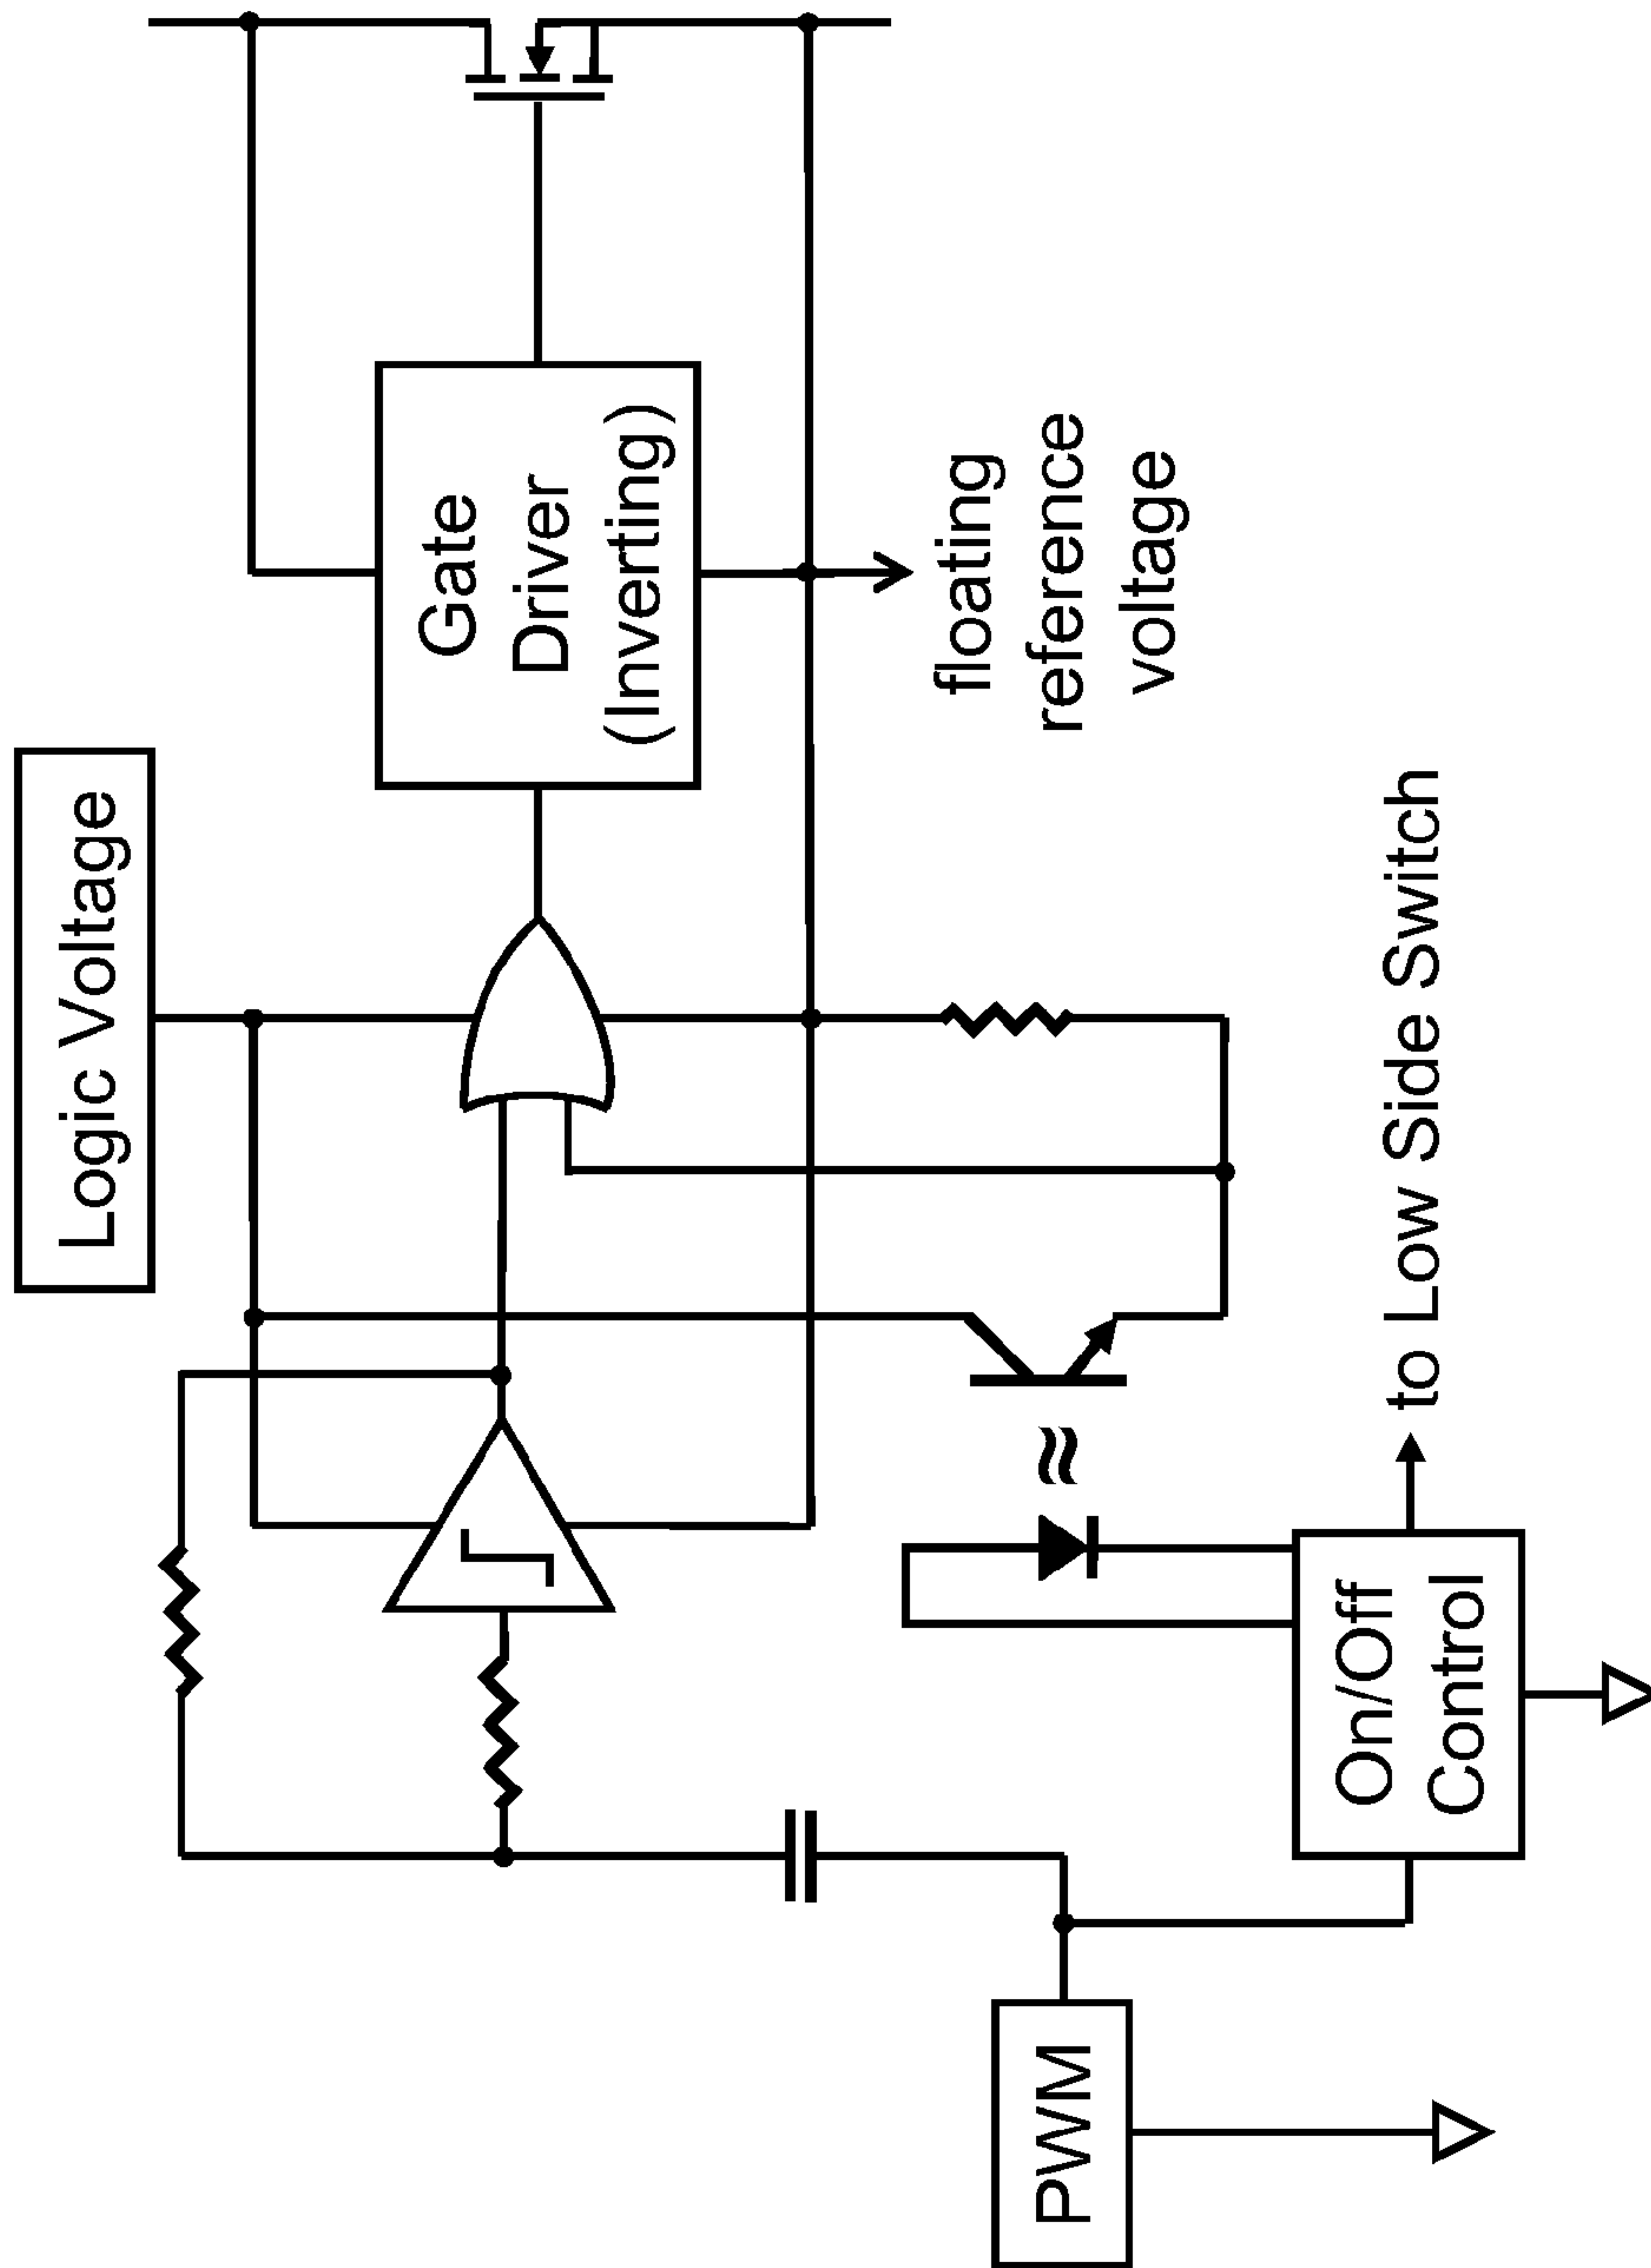 Logic Voltage
Gate
Driver
(Inverting)
floating
reference
voltage
to Low Side Switch
On/Off
Control
PWM